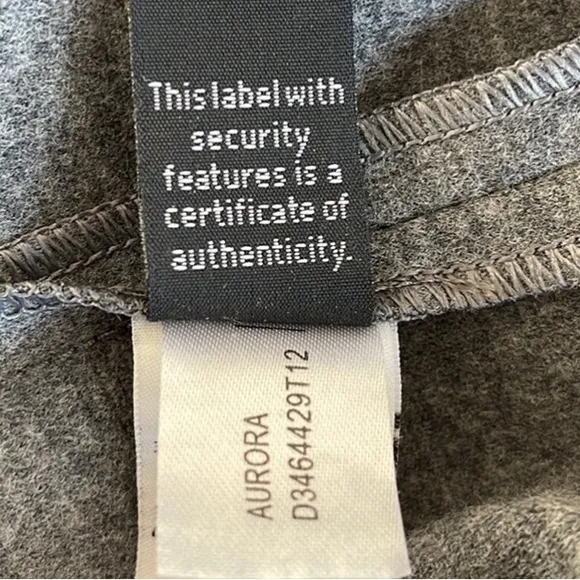 This label with
security
features is a
certificate of
authenticity.
AURORA
D3464429T12